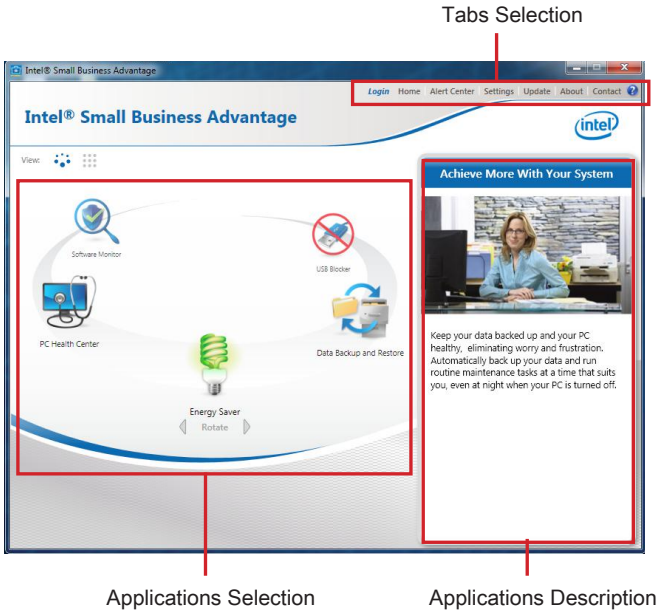 Tabs Selection
Intel® Small Business Advantage
Login Home Alert Center Settings Update About Contact ?
Intel® Small Business Advantage
intel
View:
Achieve More With Your System
Software Monitor
USB Blocker
PC Health Center
Data Backup and Restore
Energy Saver
Rotate
Keep your data backed up and your PC
healthy, eliminating worry and frustration.
Automatically back up your data and run
routine maintenance tasks at a time that suits
you, even at night when your PC is turned off.
Applications Selection
Applications Description